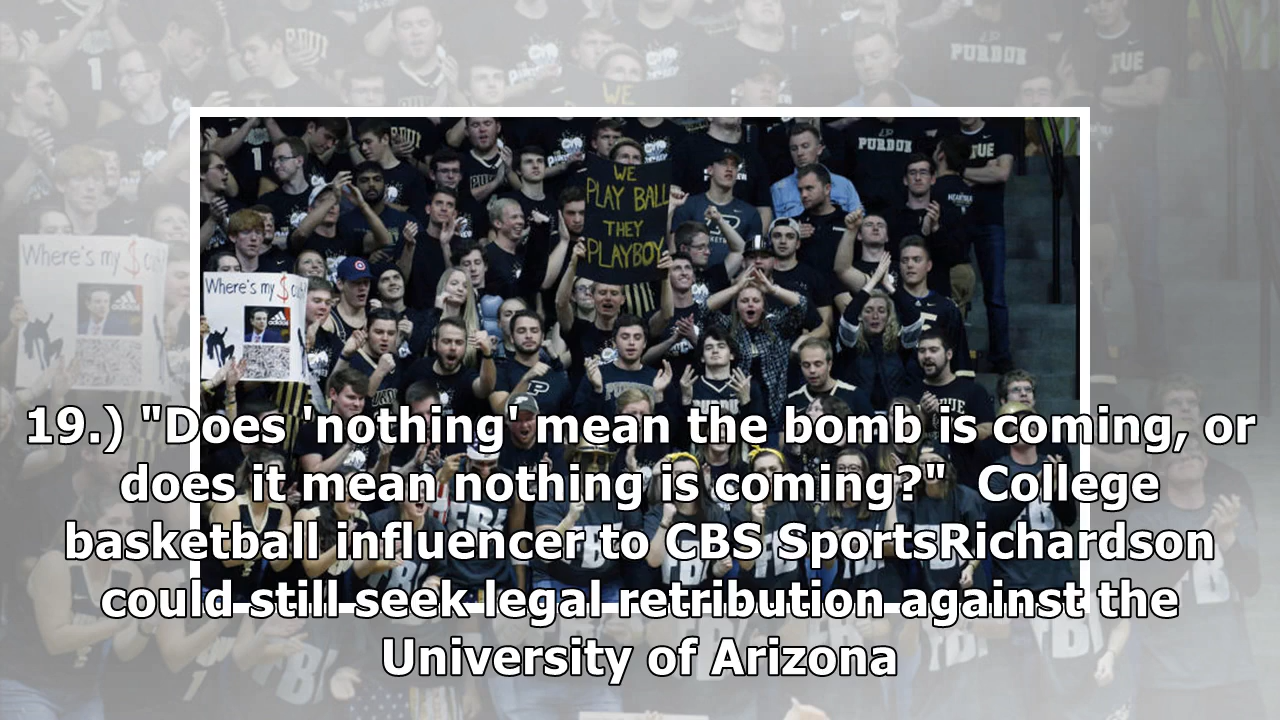 PURDUE
WE
PLAY BALL
THEY
PLAYBOY
Where's my $
adidas
19.) "Does 'nothing' mean the bomb is coming, or
does it mean nothing is coming?" College
basketball influencer to CBS SportsRichardson
could still seek legal retribution against the
University of Arizona